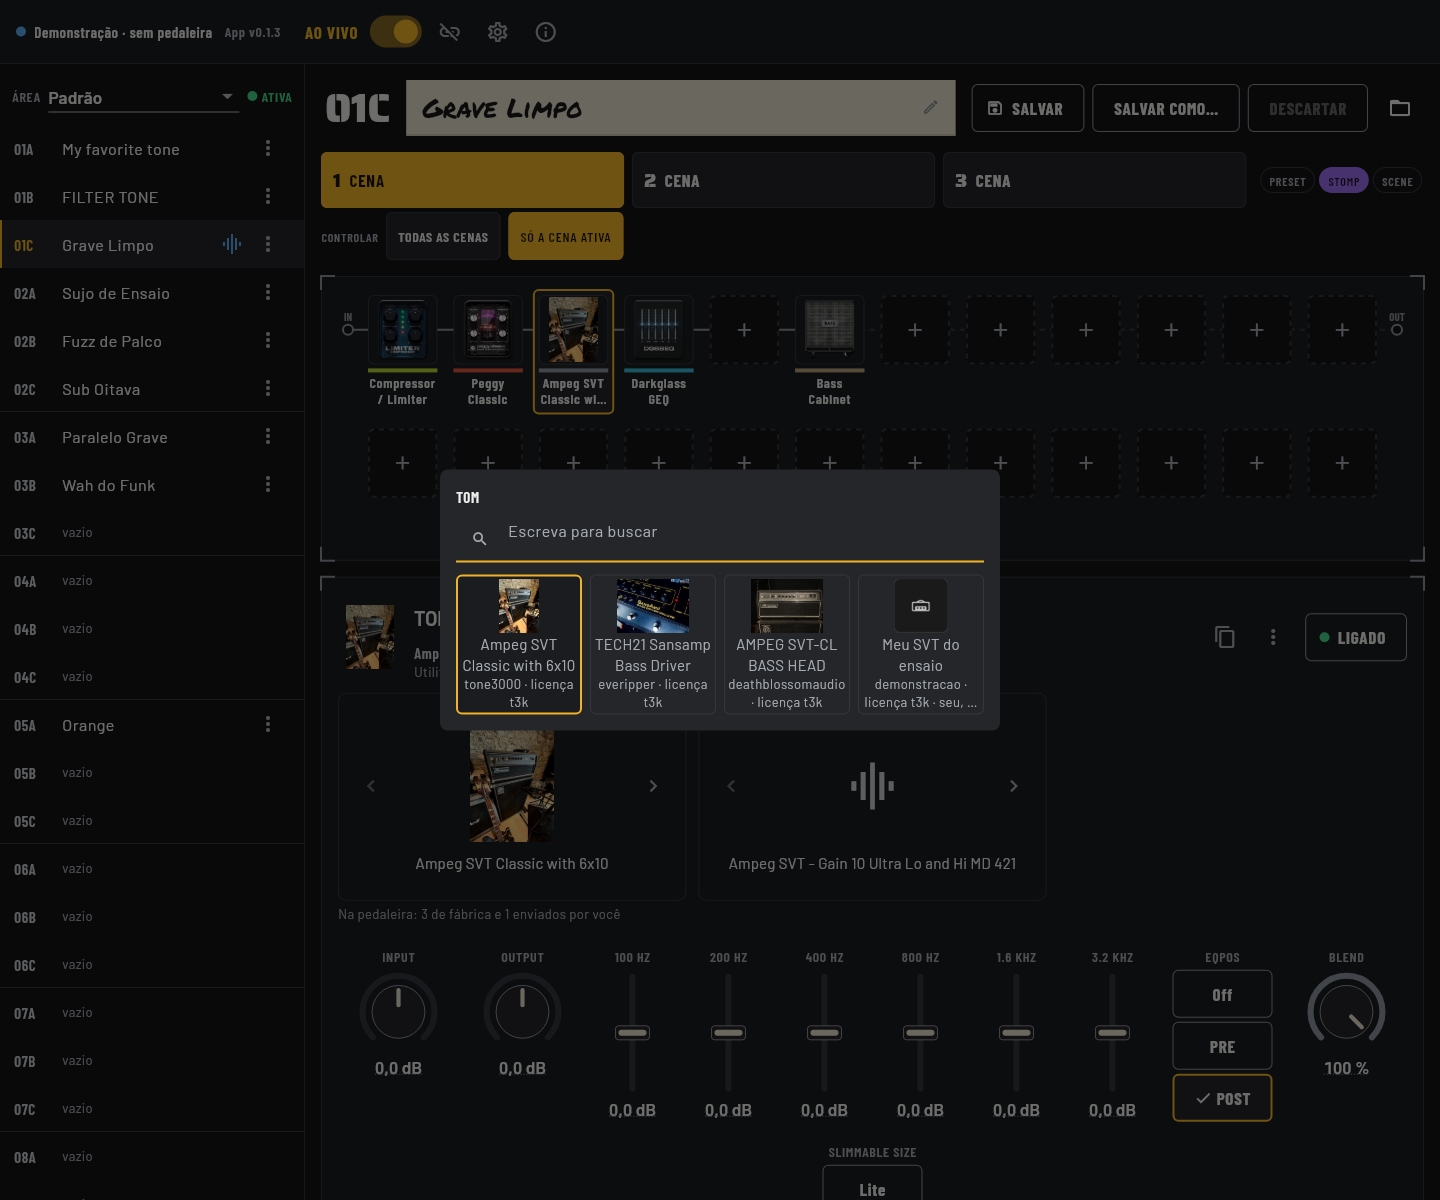 Demonstração · sem pedaleira App v0.1.3 AO VIVO
ÁREA Padrão ATIVA
01A My favorite tone
01B FILTER TONE
01C Grave Limpo
02A Sujo de Ensaio
02B Fuzz de Palco
02C Sub Oitava
03A Paralelo Grave
03B Wah do Funk
03C vazio
04A vazio
04B vazio
04C vazio
05A Orange
05B vazio
05C vazio
06A vazio
06B vazio
06C vazio
07A vazio
07B vazio
07C vazio
08A vazio
01C Grave Limpo SALVAR SALVAR COMO... DESCARTAR
1 CENA 2 CENA 3 CENA PRESET STOMP SCENE
CONTROLAR TODAS AS CENAS SÓ A CENA ATIVA
IN OUT
LIMITER
BASS
Compressor / Limiter
Peggy Classic
Ampeg SVT Classic wi...
Darkglass GEQ
Bass Cabinet
TOM
Escreva para buscar
Ampeg SVT
Classic with 6x10
tone3000 · licença
t3k
TECH21 Sansamp
Bass Driver
everipper · licença
t3k
AMPEG SVT-CL
BASS HEAD
deathblossomaudio
· licença t3k
Meu SVT do
ensaio
demonstracao ·
licença t3k · seu, ...
LIGADO
Ampeg SVT Classic with 6x10
Ampeg SVT - Gain 10 Ultra Lo and Hi MD 421
Na pedaleira: 3 de fábrica e 1 enviados por você
INPUT OUTPUT 100 HZ 200 HZ 400 HZ 800 HZ 1.6 KHZ 3.2 KHZ EQPOS BLEND
Off
PRE
POST
0,0 dB 0,0 dB 100 %
0,0 dB 0,0 dB 0,0 dB 0,0 dB 0,0 dB 0,0 dB
SLIMMABLE SIZE
Lite